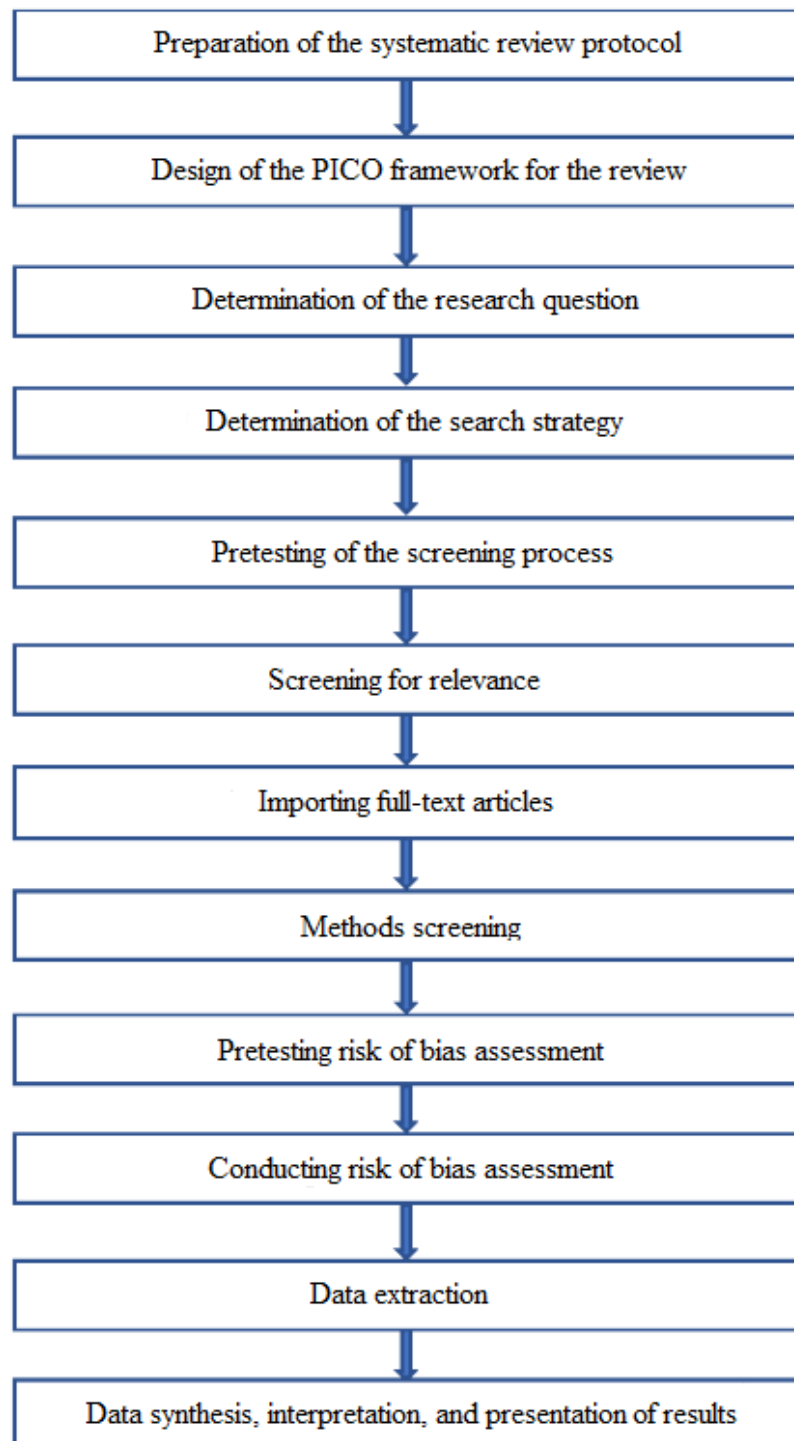 Preparation of the systematic review protocol
Design of the PICO framework for the review
Determination of the research question
Determination of the search strategy
Pretesting of the screening process
Screening for relevance
Importing full-text articles
Methods screening
Pretesting risk of bias assessment
Conducting risk of bias assessment
Data extraction
Data synthesis, interpretation, and presentation of results